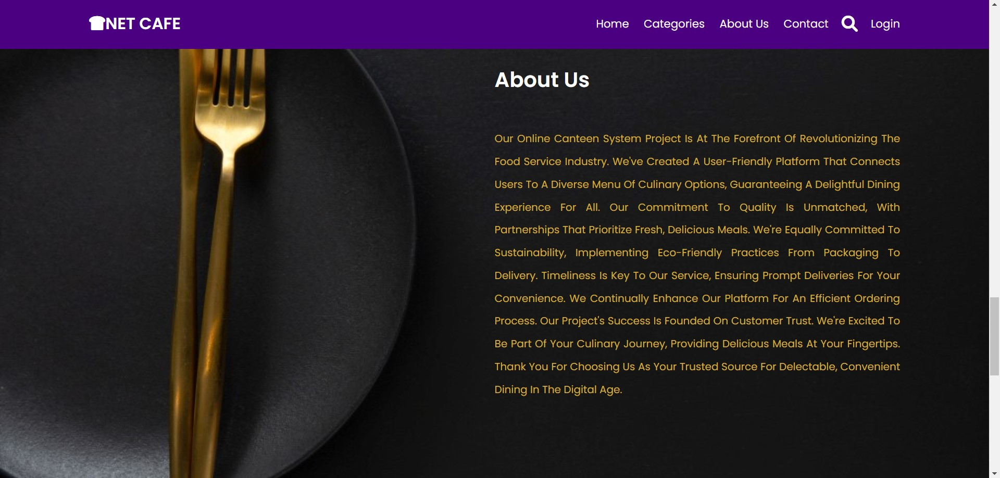 NET CAFE
Home Categories About Us Contact Login
About Us
Our Online Canteen System Project Is At The Forefront Of Revolutionizing The
Food Service Industry. We've Created A User-Friendly Platform That Connects
Users To A Diverse Menu Of Culinary Options, Guaranteeing A Delightful Dining
Experience For All. Our Commitment To Quality Is Unmatched, With
Partnerships That Prioritize Fresh, Delicious Meals. We're Equally Committed To
Sustainability, Implementing Eco-Friendly Practices From Packaging To
Delivery. Timeliness Is Key To Our Service, Ensuring Prompt Deliveries For Your
Convenience. We Continually Enhance Our Platform For An Efficient Ordering
Process. Our Project's Success Is Founded On Customer Trust. We're Excited To
Be Part Of Your Culinary Journey, Providing Delicious Meals At Your Fingertips.
Thank You For Choosing Us As Your Trusted Source For Delectable, Convenient
Dining In The Digital Age.